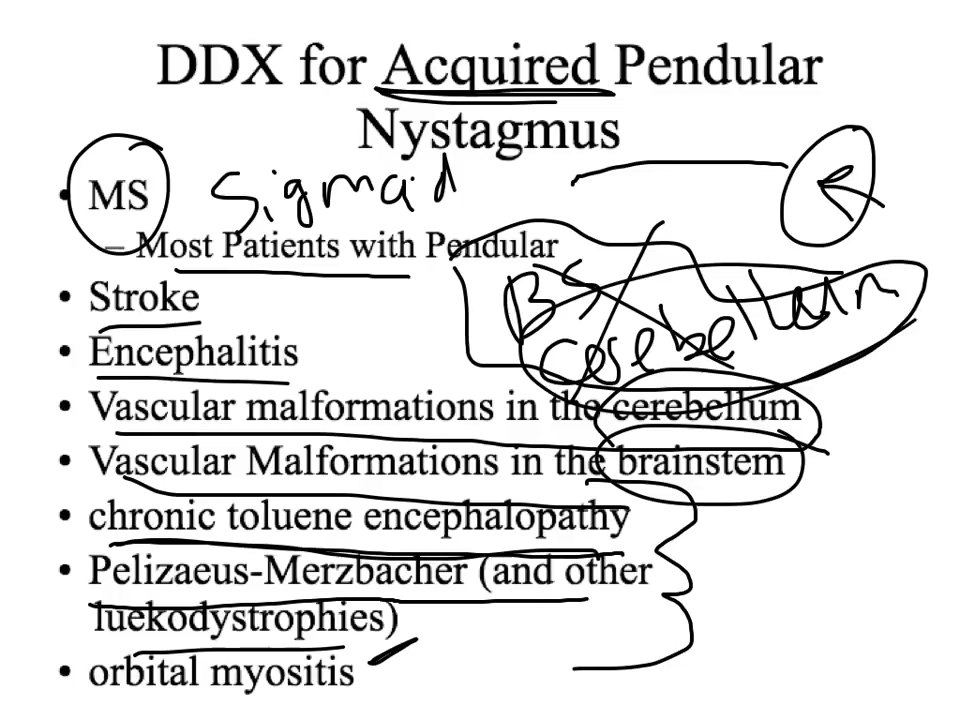 DDX for Acquired Pendular
Nystagmus
• MS Sigmaid
– Most Patients with Pendular
• Stroke
BS
Cerebellum
• Encephalitis
• Vascular malformations in the cerebellum
• Vascular Malformations in the brainstem
• chronic toluene encephalopathy
• Pelizaeus-Merzbacher (and other
luekodystrophies)
• orbital myositis